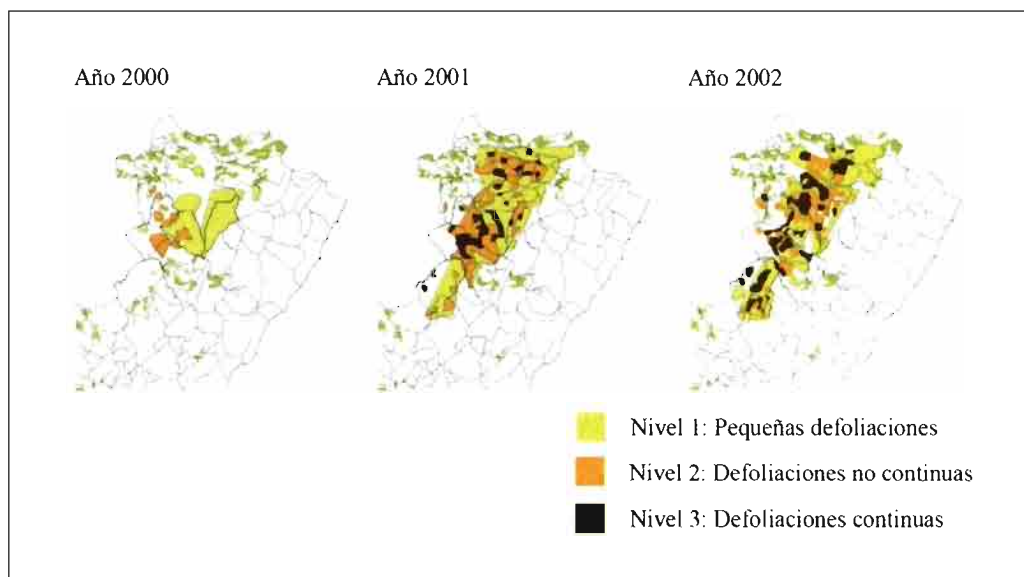 Año 2000
Año 2001
Año 2002
Nivel 1: Pequeñas defoliaciones
Nivel 2: Defoliaciones no continuas
Nivel 3: Defoliaciones continuas